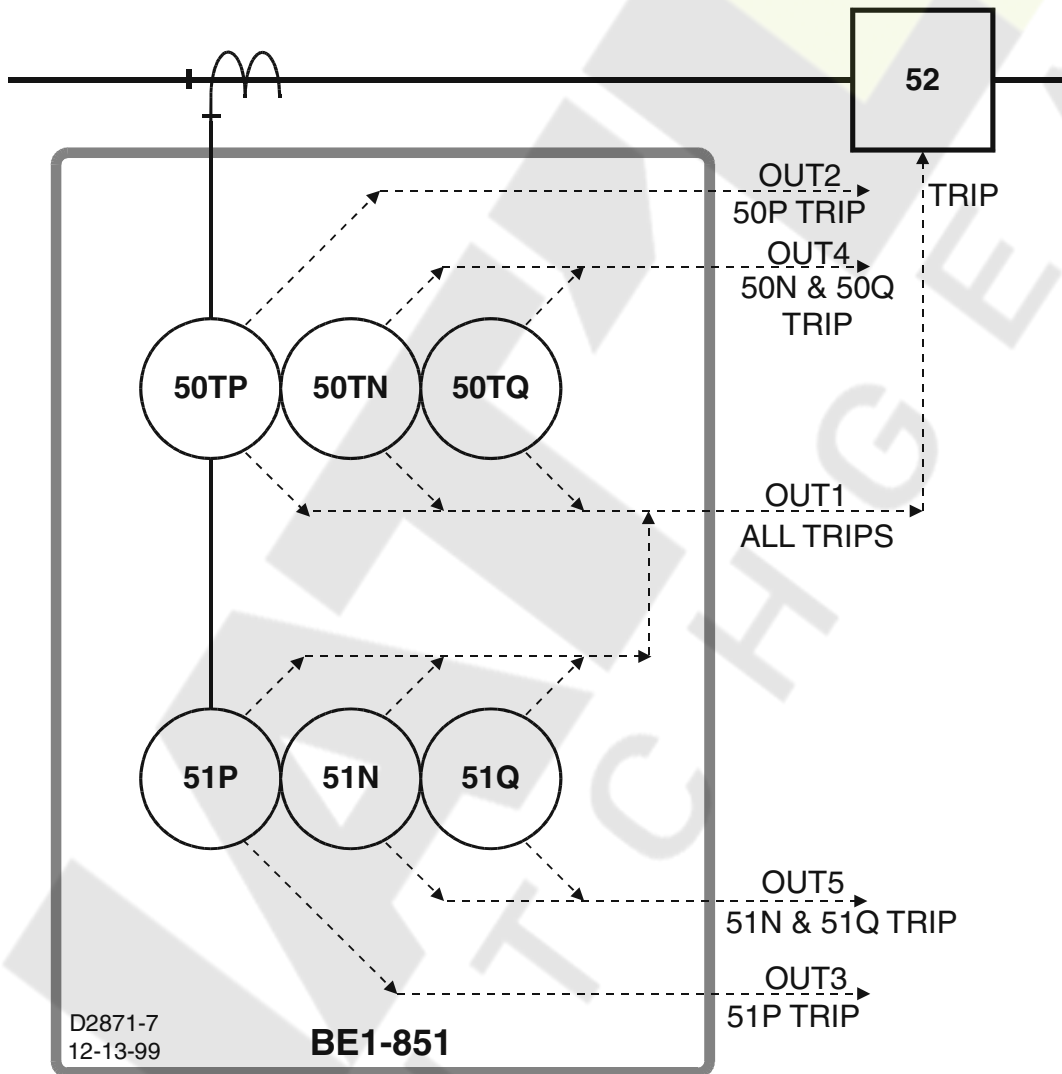 52
OUT2
50P TRIP
TRIP
OUT4
50N & 50Q
TRIP
50TP 50TN 50TQ
OUT1
ALL TRIPS
51P 51N 51Q
OUT5
51N & 51Q TRIP
OUT3
51P TRIP
D2871-7
12-13-99
BE1-851